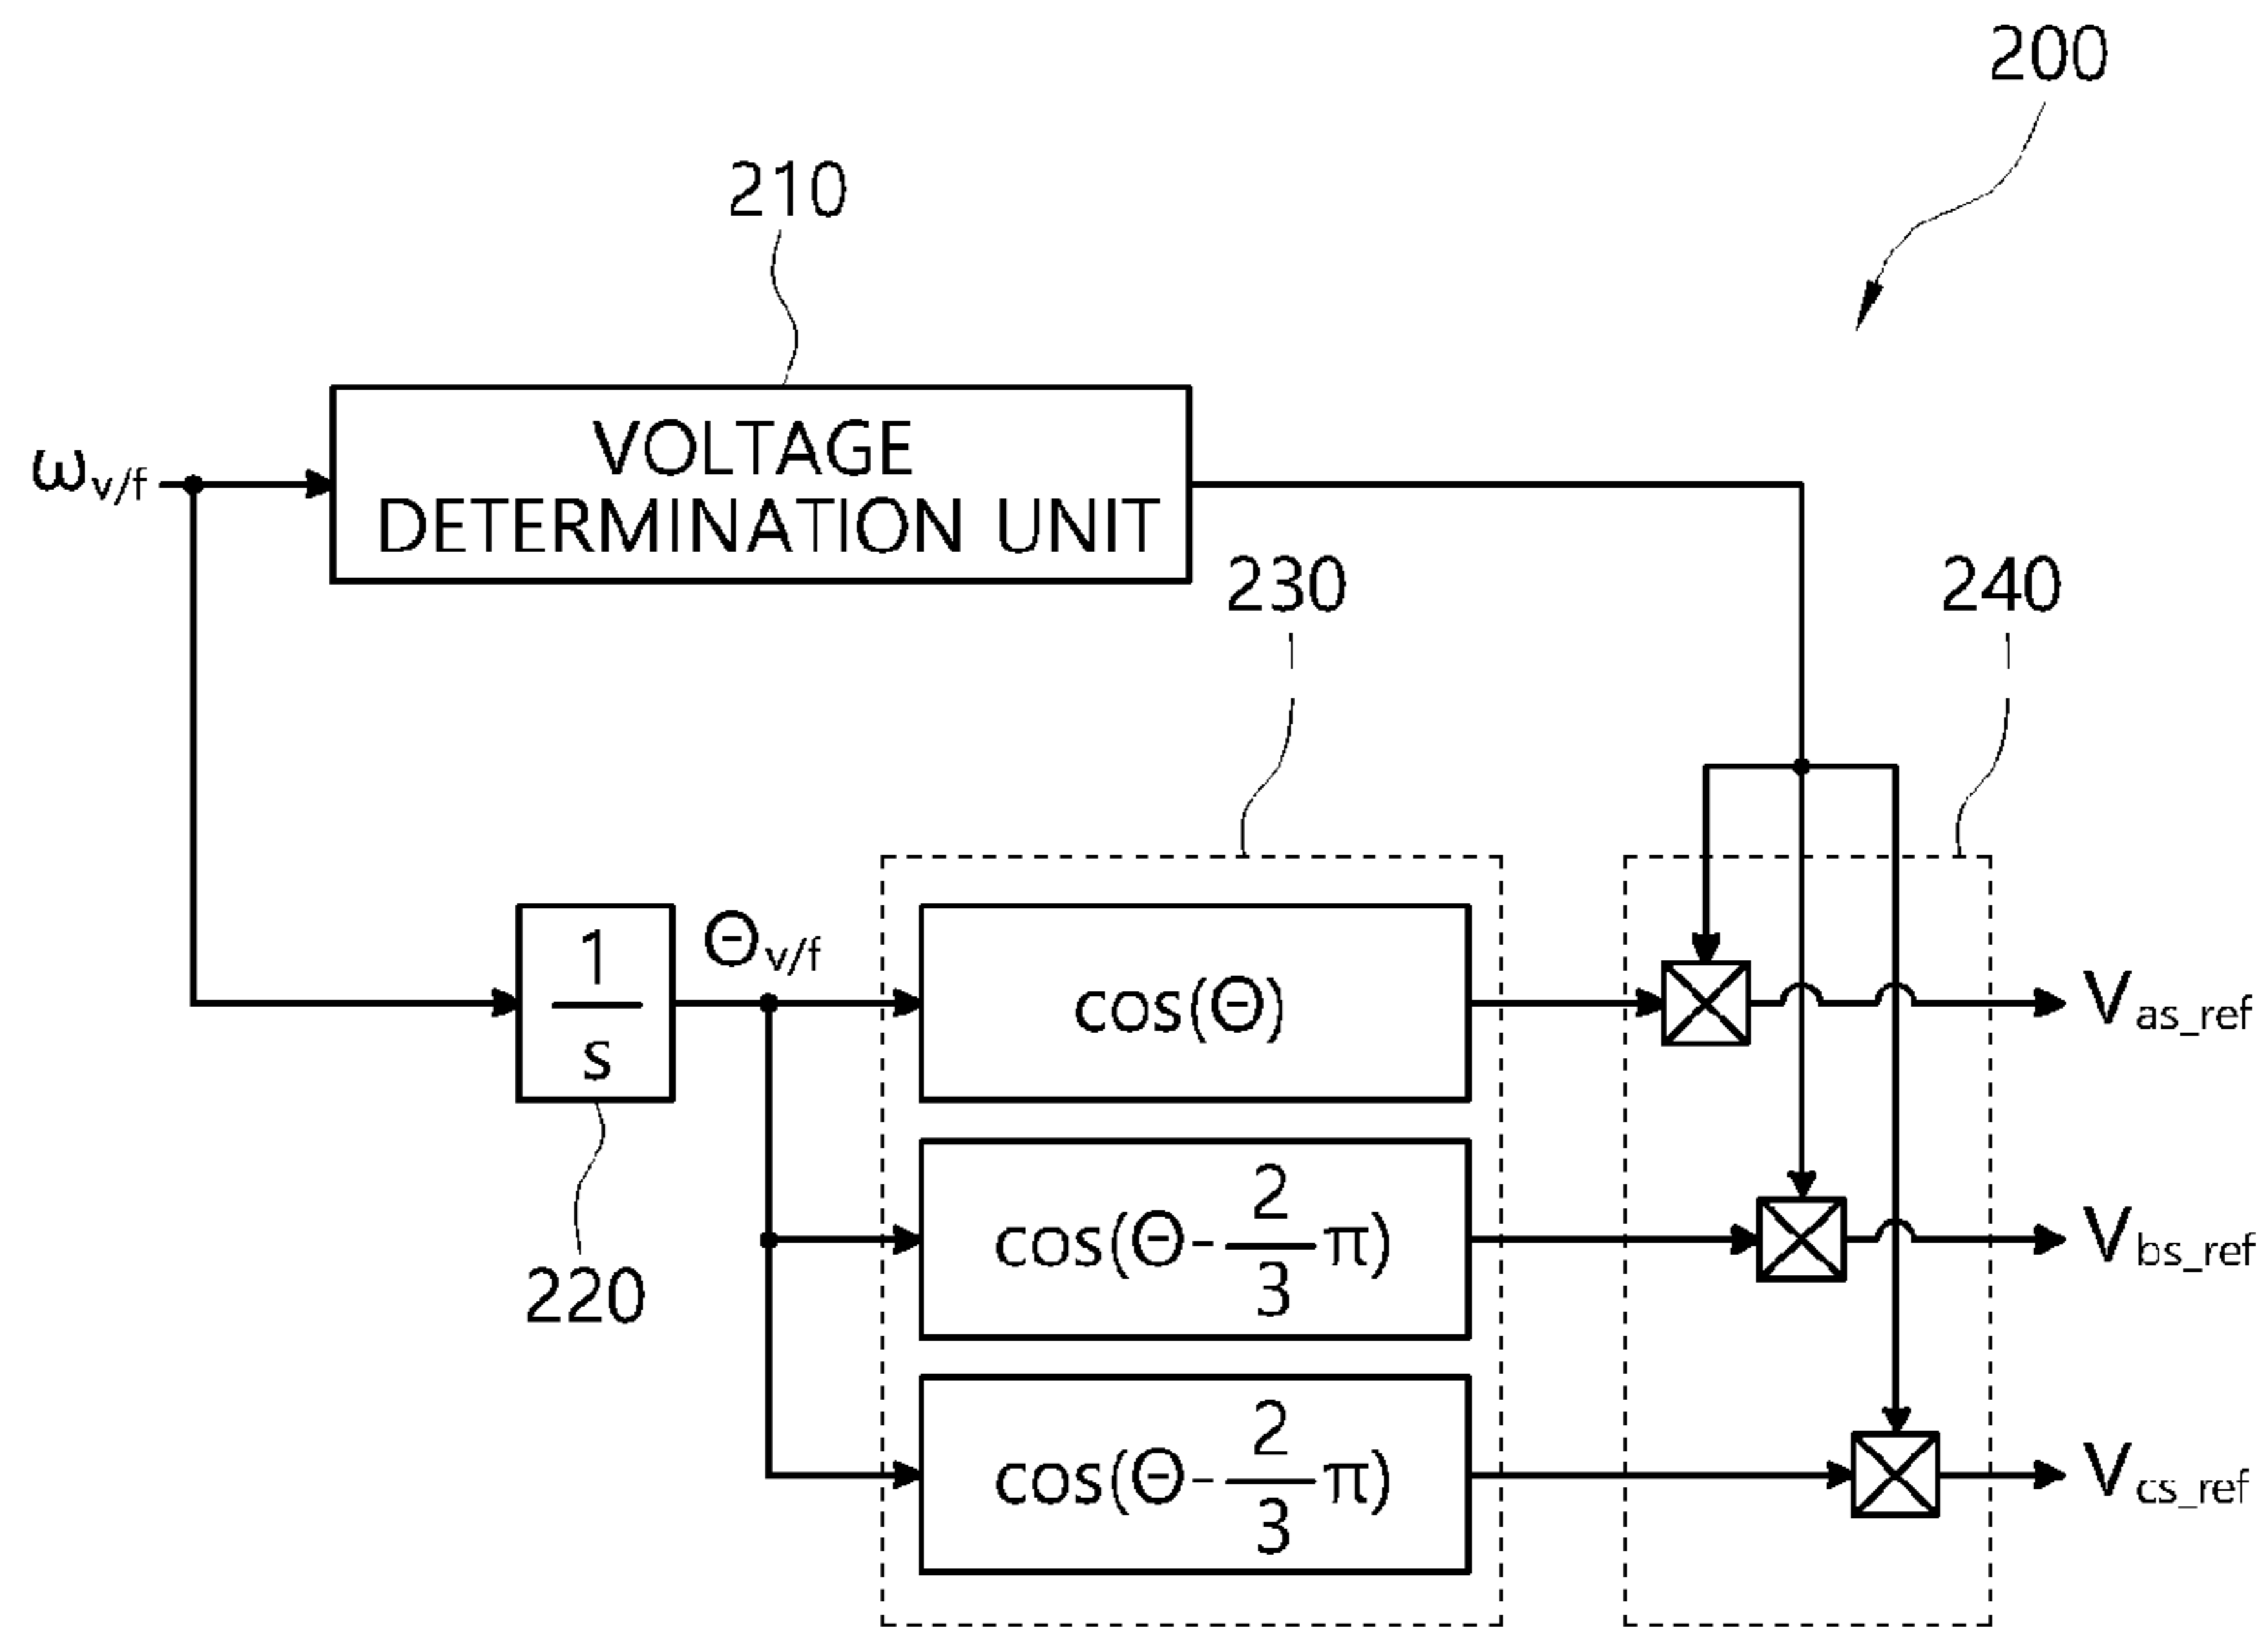 200
210
VOLTAGE
DETERMINATION UNIT
ωv/f
230
240
1
s
Θv/f
cos(Θ)
Vas_ref
220
cos(Θ-2/3π)
Vbs_ref
cos(Θ-2/3π)
Vcs_ref